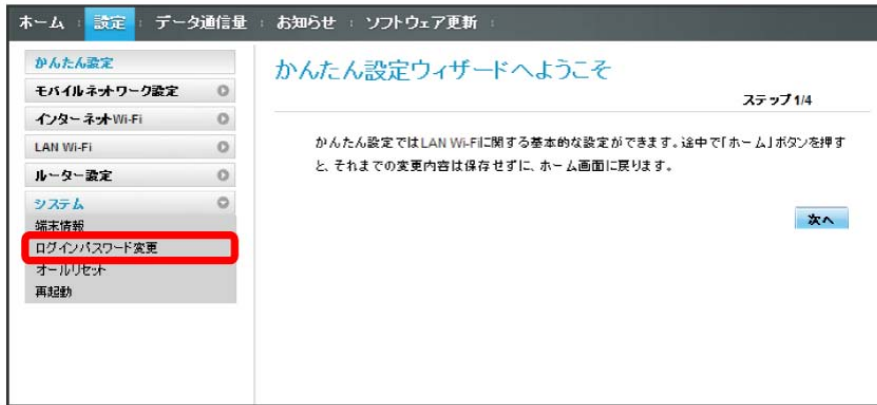 ホーム : 設定 : データ通信量 : お知らせ : ソフトウェア更新 :
かんたん設定
モバイルネットワーク設定
インターネットWi-Fi
LAN Wi-Fi
ルーター設定
システム
端末情報
ログインパスワード変更
オールリセット
再起動
かんたん設定ウィザードへようこそ
ステップ1/4
かんたん設定ではLAN Wi-Fiに関する基本的な設定ができます。途中で「ホーム」ボタンを押す
と、それまでの変更内容は保存せずに、ホーム画面に戻ります。
次へ